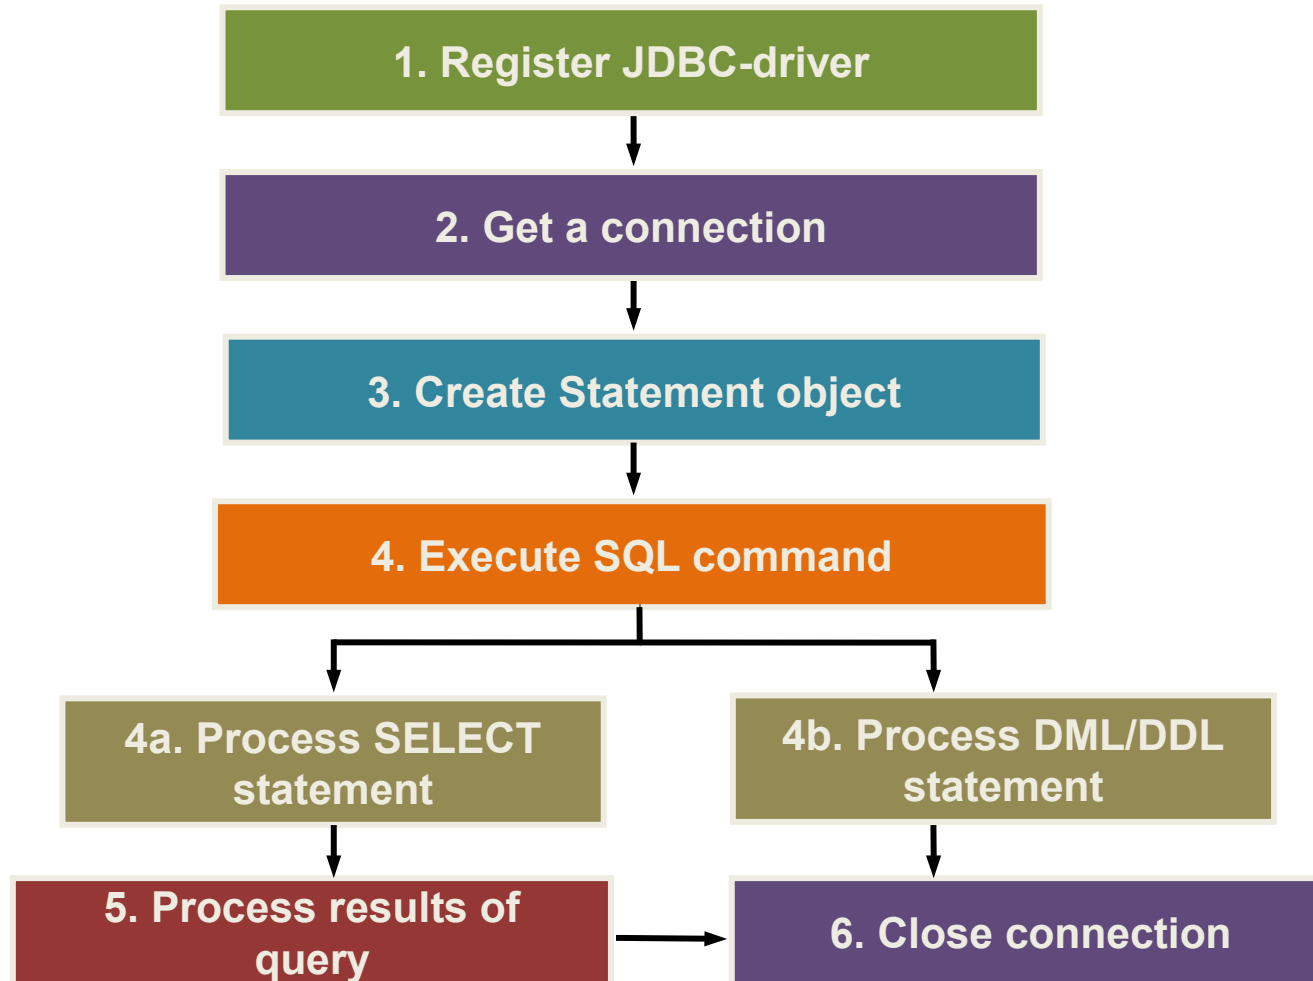 1. Register JDBC-driver
2. Get a connection
3. Create Statement object
4. Execute SQL command
4a. Process SELECT
statement
4b. Process DML/DDL
statement
5. Process results of
query
6. Close connection